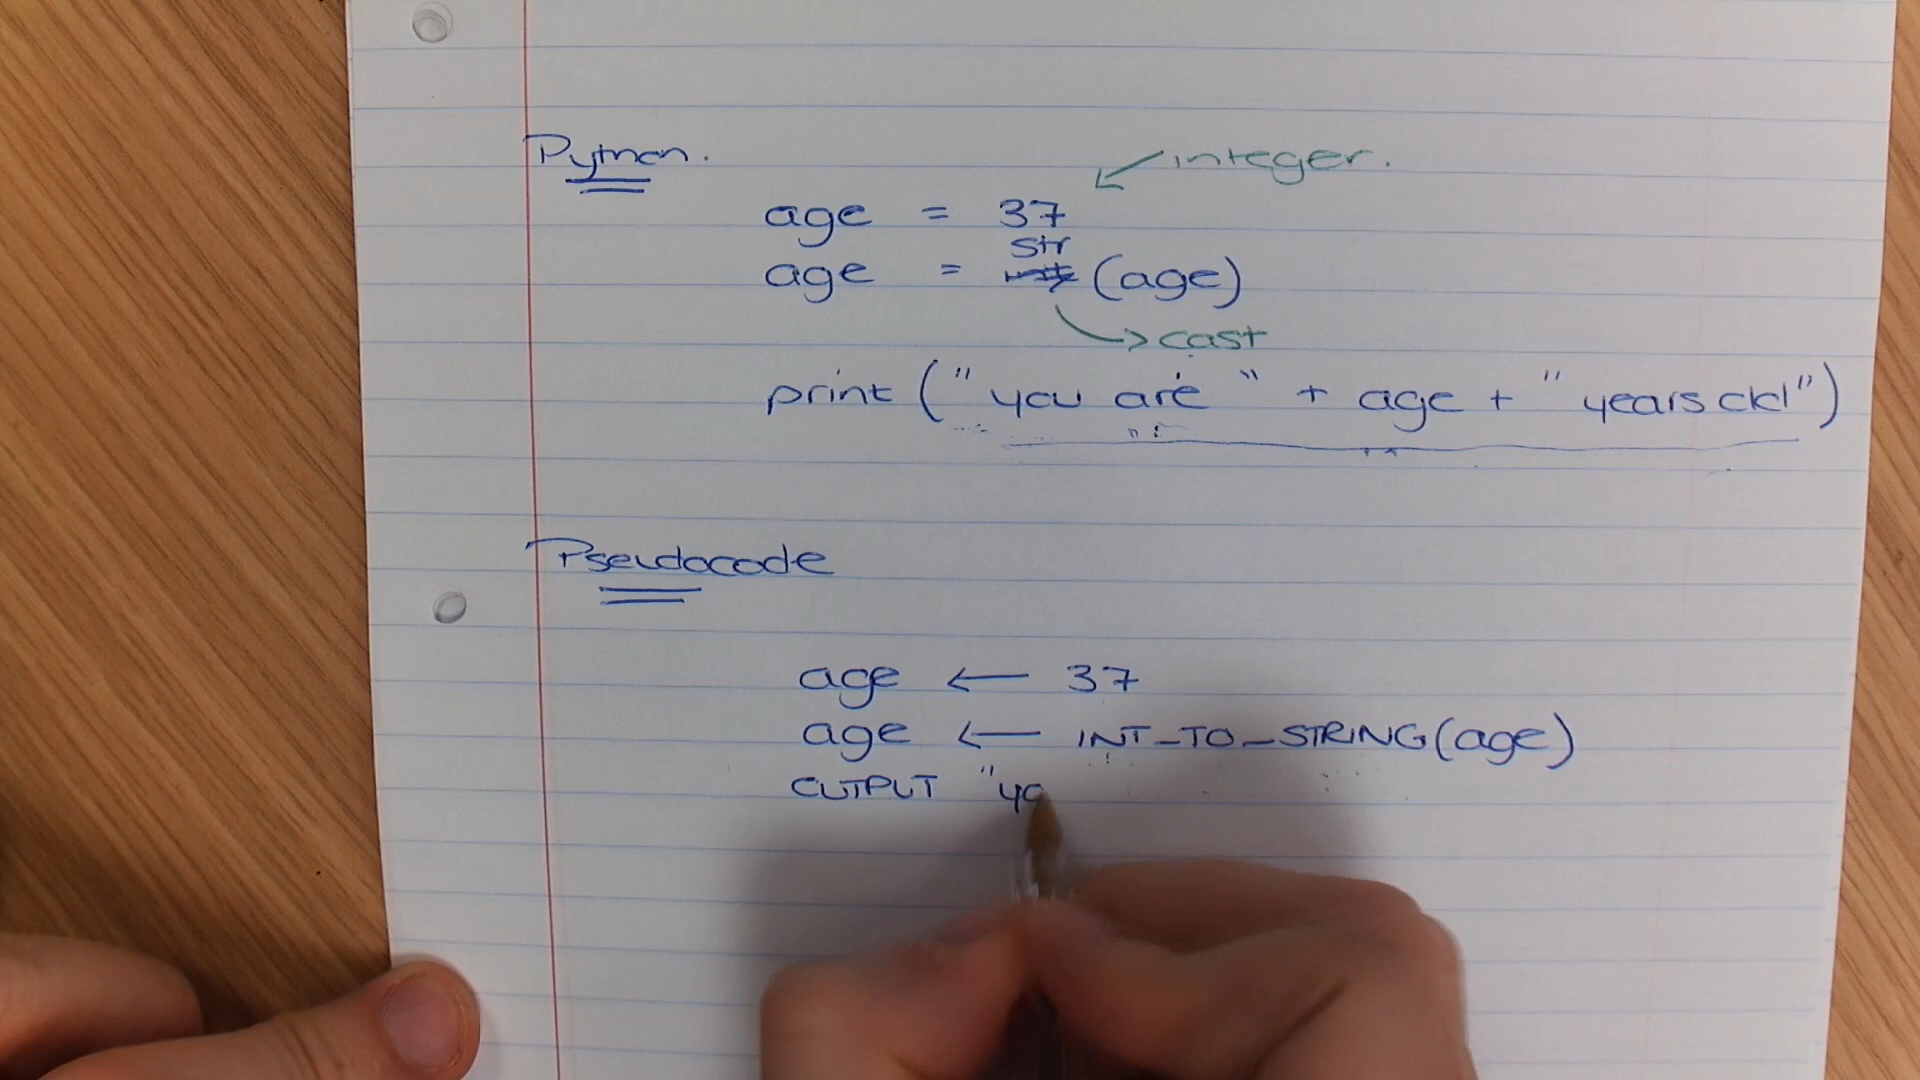 Python.
integer.
age = 37
str
age = (age)
cast
print ("you are " + age + "years old")
Pseudocode
age ← 37
age ← INT_TO_STRING(age)
OUTPUT "yo